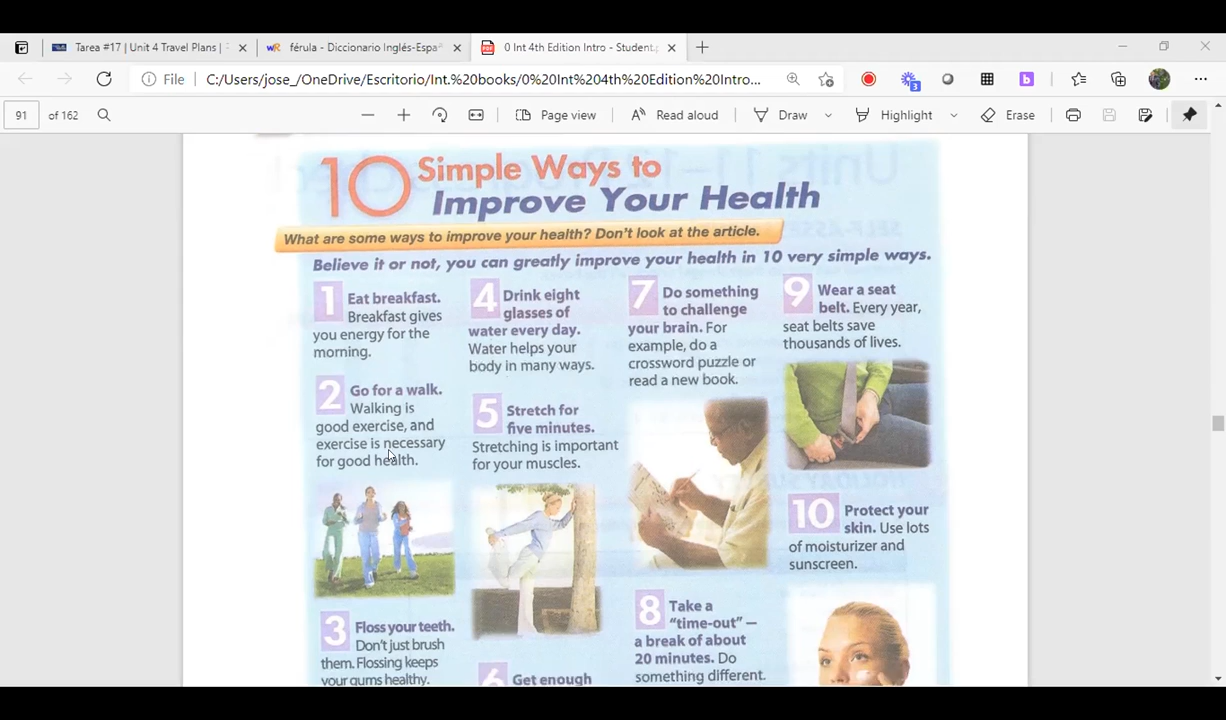 Tarea #17 | Unit 4 Travel Plans |
férula - Diccionario Inglés-Espa
0 Int 4th Edition Intro - Student.p
File
C:/Users/jose_/OneDrive/Escritorio/Int.%20books/0%20Int%204th%20Edition%20Intro...
91 of 162
Page view
Read aloud
Draw
Highlight
Erase
10 Simple Ways to
Improve Your Health
What are some ways to improve your health? Don't look at the article.
Believe it or not, you can greatly improve your health in 10 very simple ways.
1 Eat breakfast.
Breakfast gives
you energy for the
morning.
2 Go for a walk.
Walking is
good exercise, and
exercise is necessary
for good health.
3 Floss your teeth.
Don't just brush
them. Flossing keeps
your gums healthy.
4 Drink eight
glasses of
water every day.
Water helps your
body in many ways.
5 Stretch for
five minutes.
Stretching is important
for your muscles.
6 Get enough
7 Do something
to challenge
your brain. For
example, do a
crossword puzzle or
read a new book.
8 Take a
"time-out" —
a break of about
20 minutes. Do
something different.
9 Wear a seat
belt. Every year,
seat belts save
thousands of lives.
10 Protect your
skin. Use lots
of moisturizer and
sunscreen.